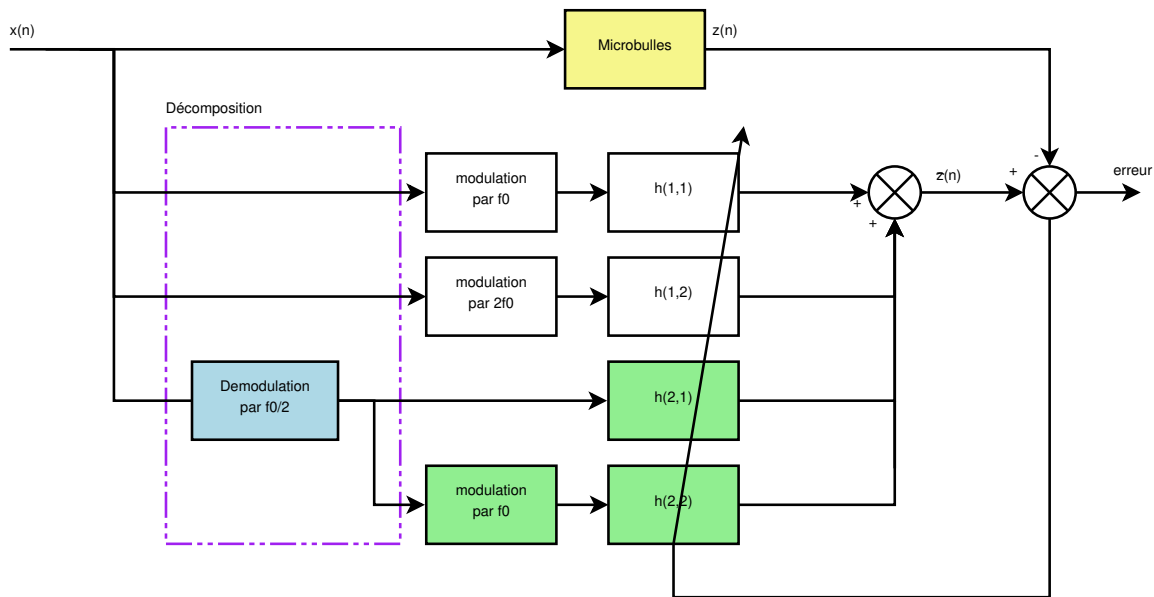 x(n)
Microbulles
z(n)
Décomposition
-
modulation
par f0
h(1,1)
+
+
z̶(n)
+
erreur
modulation
par 2f0
h(1,2)
Demodulation
par f0/2
h(2,1)
modulation
par f0
h(2,2)